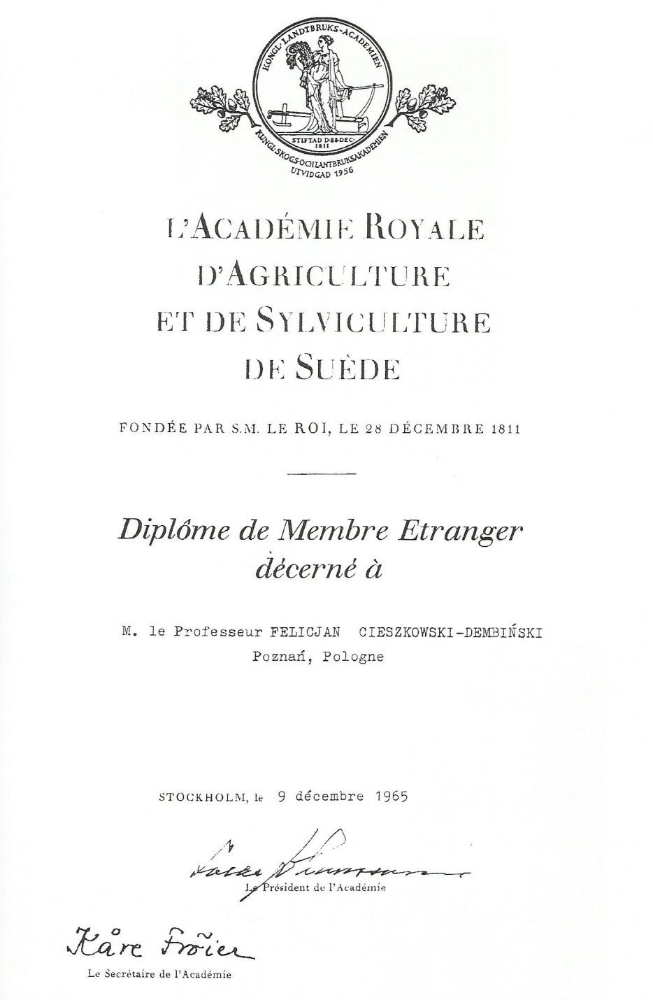 KONGL·LANDTBRUKS-ACADEMIEN
STIFTAD D·28·DEC·
1811
KUNGL·SKOGS-OCH LANTBRUKSAKADEMIEN
UTVIDGAD 1956
L'ACADÉMIE ROYALE
D'AGRICULTURE
ET DE SYLVICULTURE
DE SUÈDE
FONDÉE PAR S.M. LE ROI, LE 28 DÉCEMBRE 1811
Diplôme de Membre Etranger
décerné à
M. le Professeur FELICJAN CIESZKOWSKI-DEMBIŃSKI
Poznań, Pologne
STOCKHOLM, le 9 décembre 1965
Le Président de l'Académie
Kåre Fröier
Le Secrétaire de l'Académie